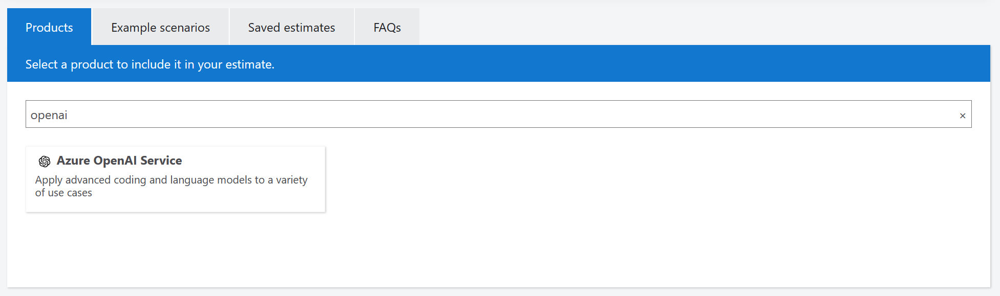 Products
Example scenarios
Saved estimates
FAQs
Select a product to include it in your estimate.
openai ×
Azure OpenAI Service
Apply advanced coding and language models to a variety
of use cases